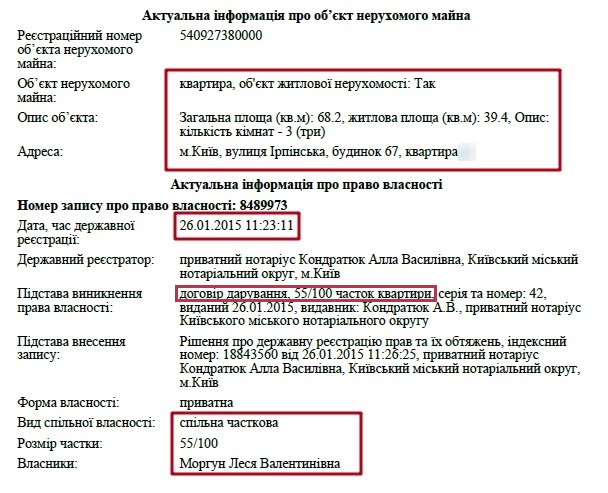 Актуальна інформація про об’єкт нерухомого майна
Реєстраційний номер 540927380000
об’єкта нерухомого
майна:
Об’єкт нерухомого квартира, об'єкт житлової нерухомості: Так
майна:
Опис об’єкта: Загальна площа (кв.м): 68.2, житлова площа (кв.м): 39.4, Опис:
кількість кімнат - 3 (три)
Адреса: м.Київ, вулиця Ірпінська, будинок 67, квартира
Актуальна інформація про право власності
Номер запису про право власності: 8489973
Дата, час державної 26.01.2015 11:23:11
реєстрації:
Державний реєстратор: приватний нотаріус Кондратюк Алла Василівна, Київський міський
нотаріальний округ, м.Київ
Підстава виникнення договір дарування, 55/100 часток квартири, серія та номер: 42,
права власності: виданий 26.01.2015, видавник: Кондратюк А.В., приватний нотаріус
Київського міського нотаріального округу
Підстава внесення Рішення про державну реєстрацію прав та їх обтяжень, індексний
запису: номер: 18843560 від 26.01.2015 11:26:25, приватний нотаріус
Кондратюк Алла Василівна, Київський міський нотаріальний округ,
м.Київ
Форма власності: приватна
Вид спільної власності: спільна часткова
Розмір частки: 55/100
Власники: Моргун Леся Валентинівна